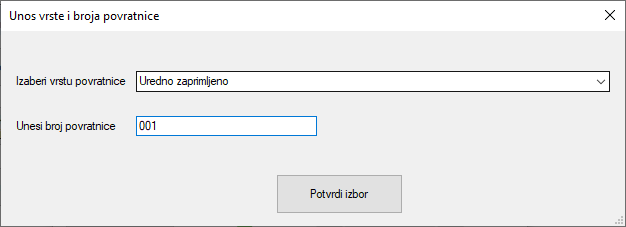 Unos vrste i broja povratnice
Izaberi vrstu povratnice
Uredno zaprimljeno
Unesi broj povratnice
001
Potvrdi izbor